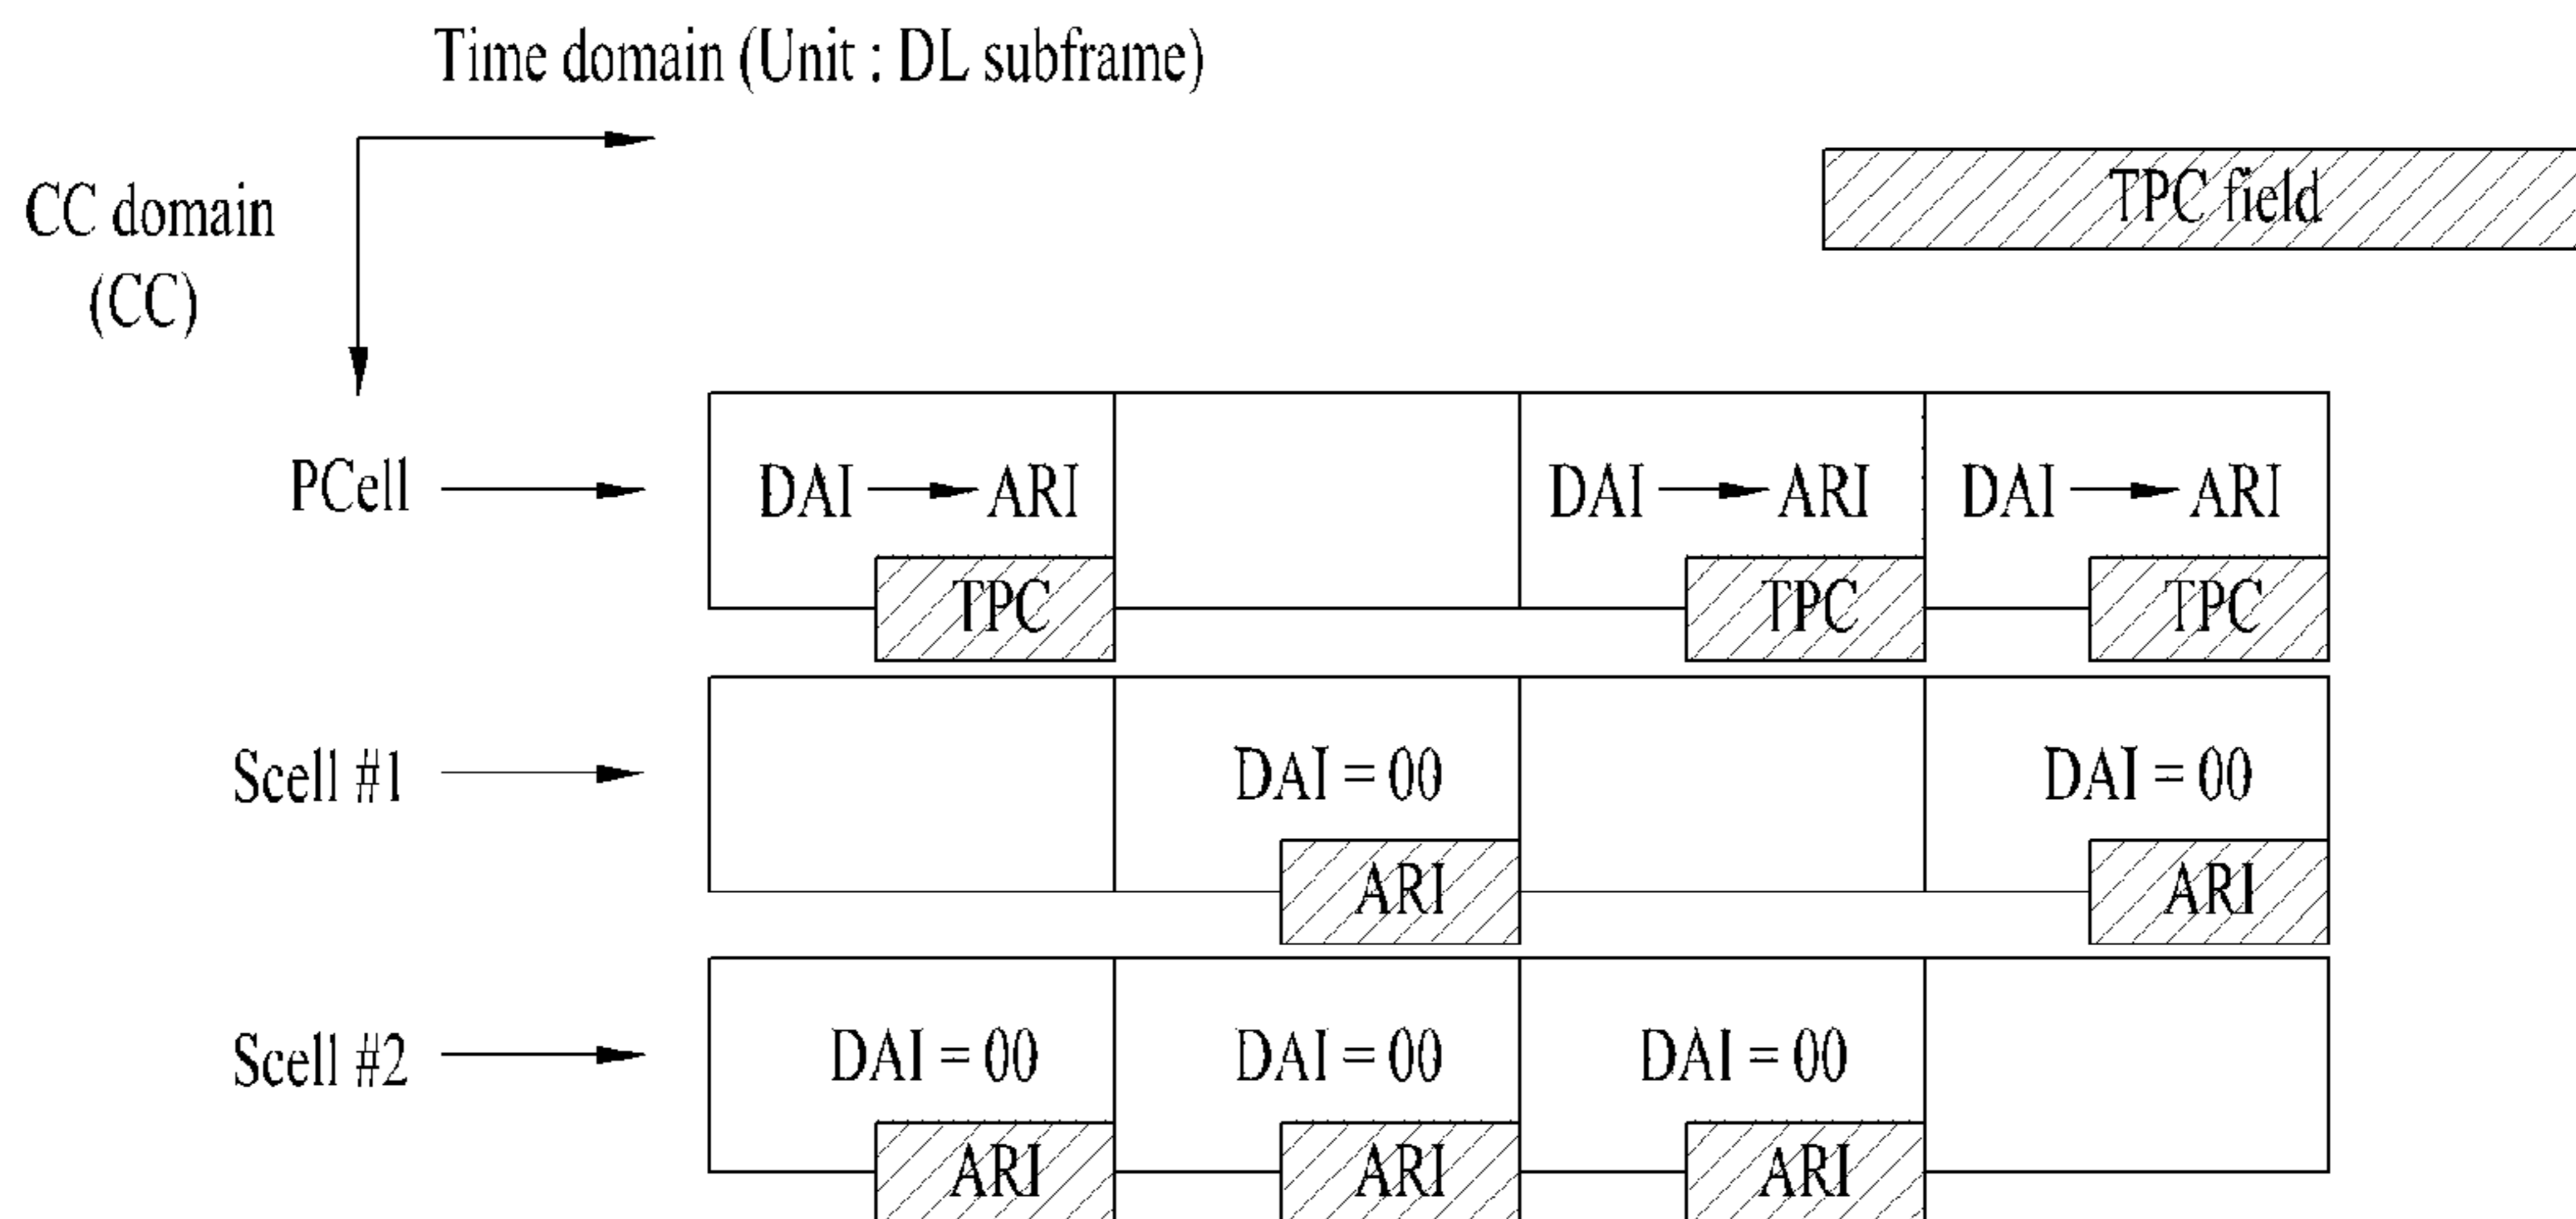 Time domain (Unit : DL subframe)
CC domain
(CC)
TPC field
PCell
DAI ARI
DAI ARI
DAI ARI
TPC
TPC
TPC
Scell #1
DAI = 00
DAI = 00
ARI
ARI
Scell #2
DAI = 00
DAI = 00
DAI = 00
ARI
ARI
ARI